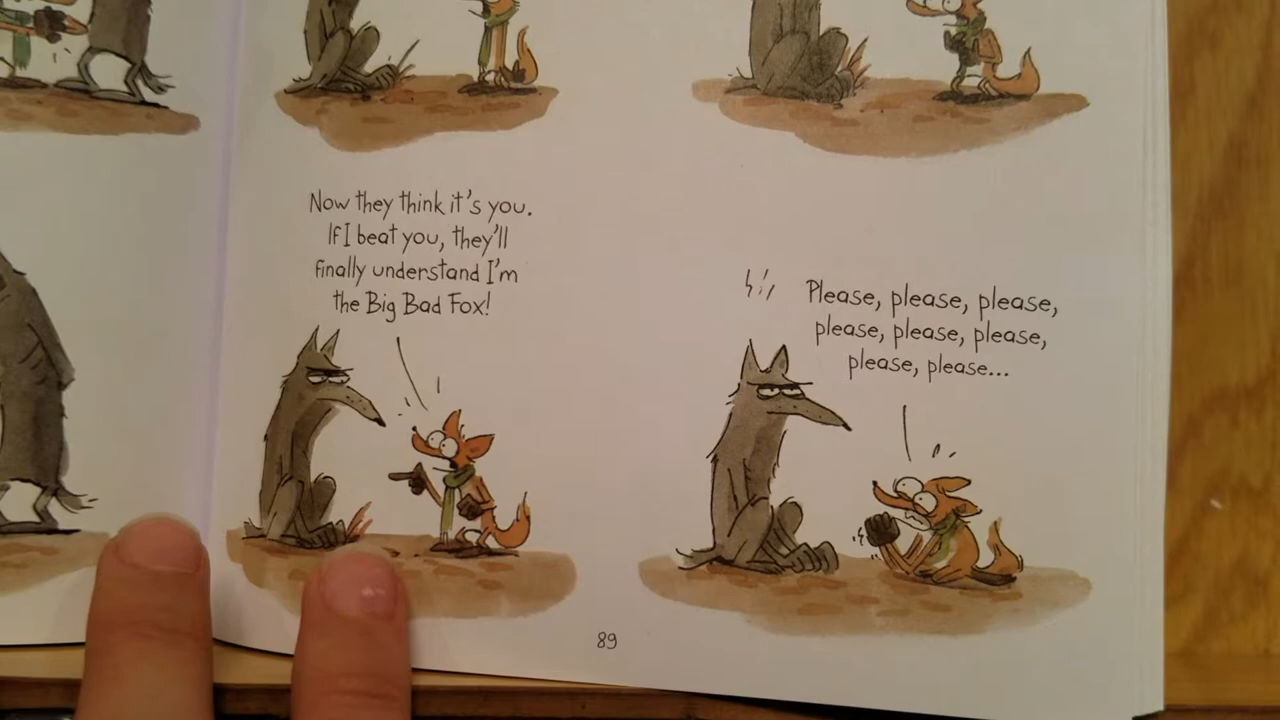 Now they think it's you.
If I beat you, they'll
finally understand I'm
the Big Bad Fox!
Please, please, please,
please, please, please,
please, please...
89